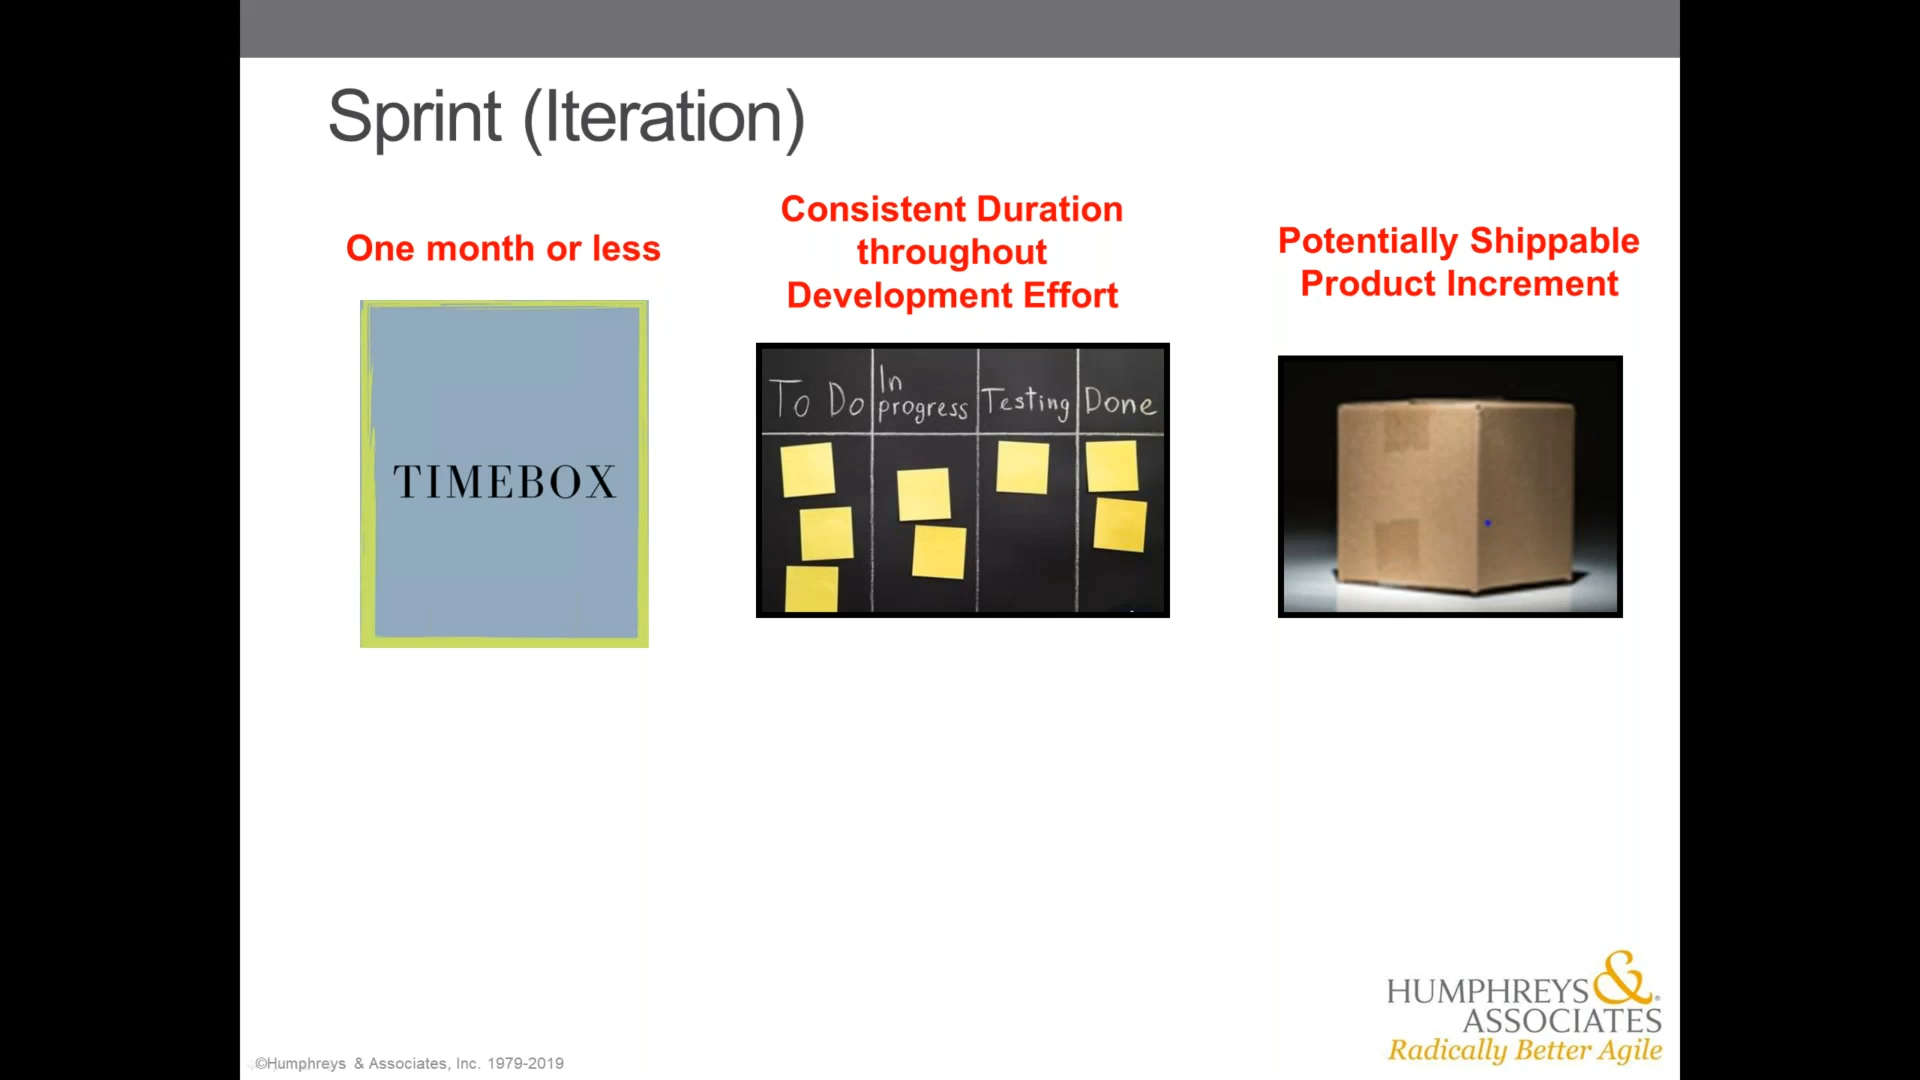 Sprint (Iteration)
One month or less
TIMEBOX
Consistent Duration
throughout
Development Effort
To Do
In
progress
Testing
Done
Potentially Shippable
Product Increment
HUMPHREYS &®
ASSOCIATES
Radically Better Agile
©Humphreys & Associates, Inc. 1979-2019